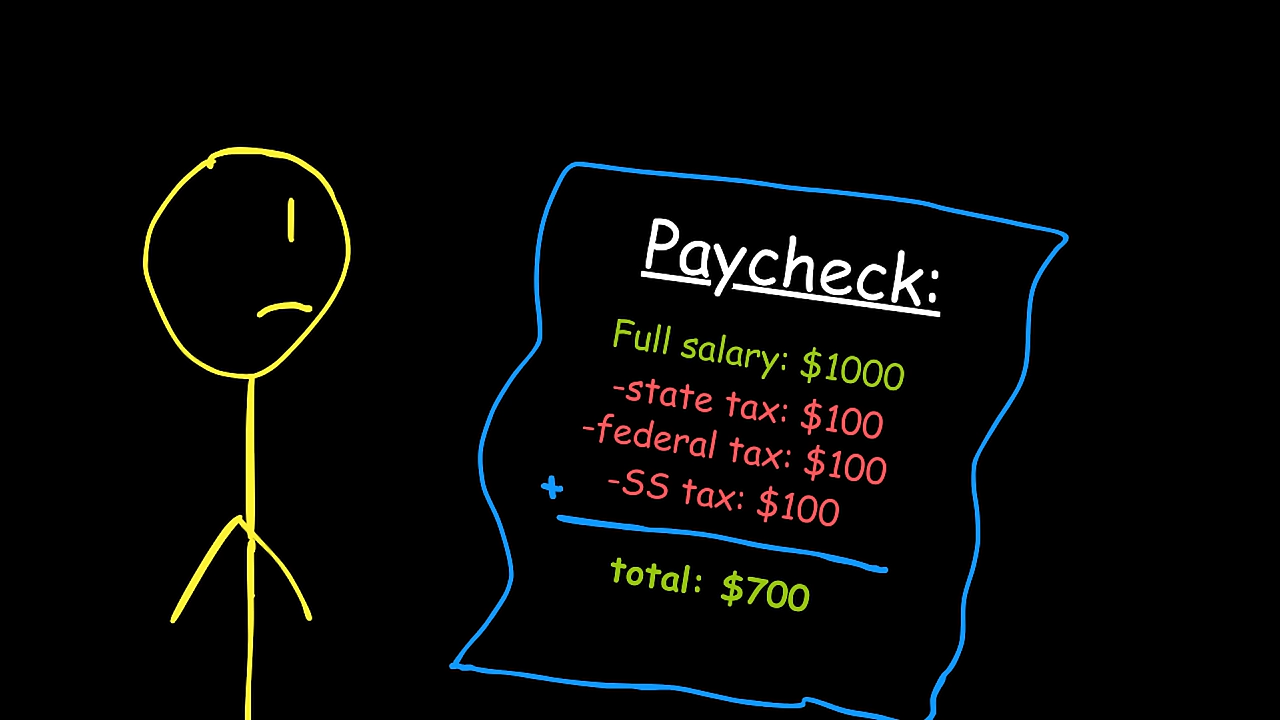 Paycheck:
Full salary: $1000
-state tax: $100
-federal tax: $100
+ -SS tax: $100
total: $700